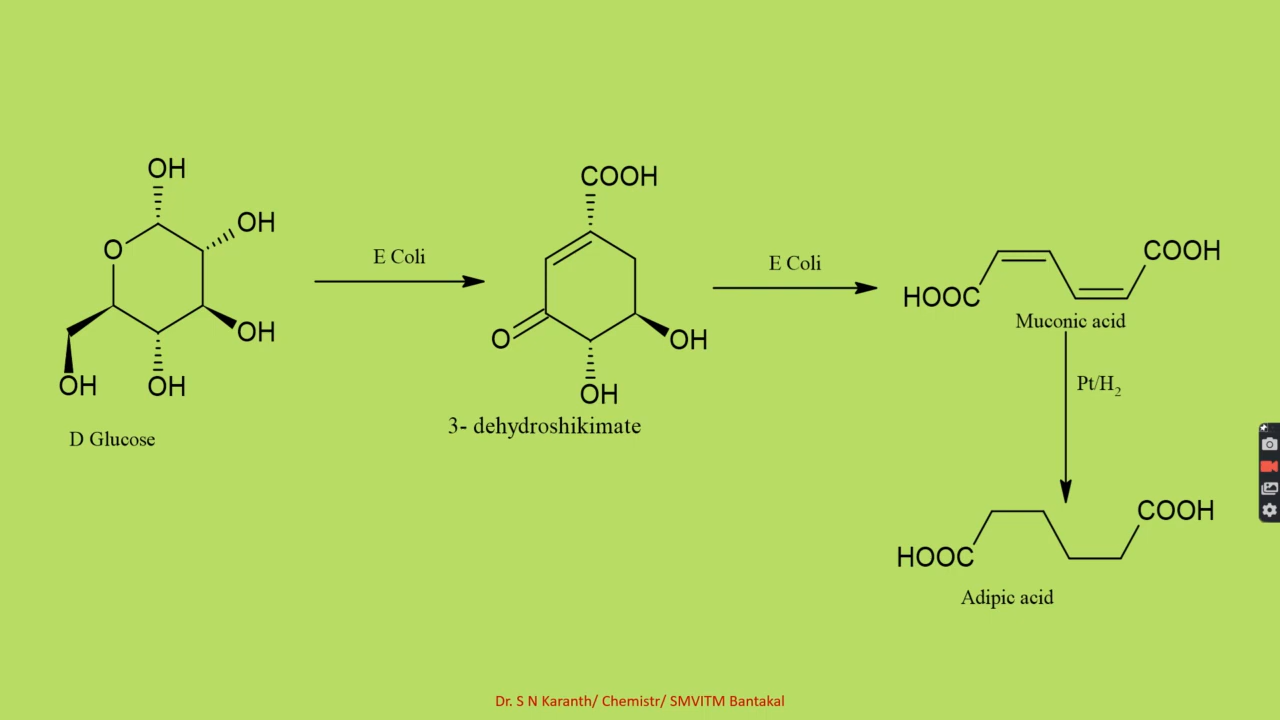 OH
OH
O
OH
OH
OH
D Glucose
E Coli
COOH
O
OH
OH
3- dehydroshikimate
E Coli
COOH
HOOC
Muconic acid
Pt/H₂
COOH
HOOC
Adipic acid
Dr. S N Karanth/ Chemistr/ SMVITM Bantakal